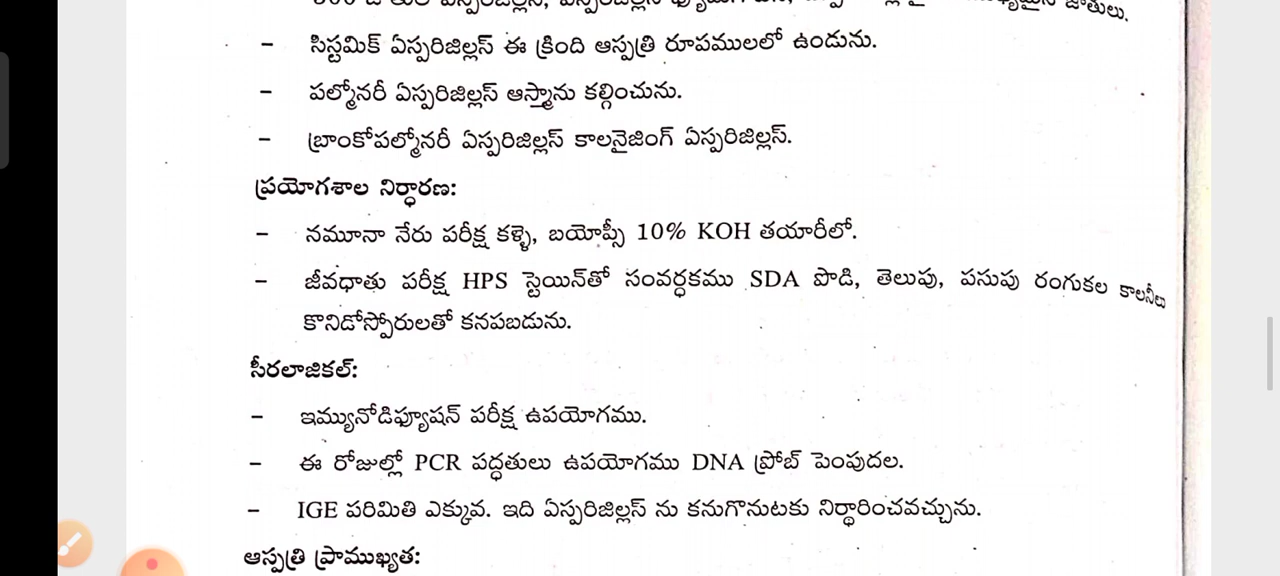 – సిస్టమిక్ ఏస్పరిజిల్లస్ ఈ క్రింది ఆస్పత్రి రూపములలో ఉండును.
– పల్మోనరీ ఏస్పరిజిల్లస్ ఆస్త్మాను కల్గించును.
– బ్రాంకోపల్మోనరీ ఏస్పరిజిల్లస్ కాలనైజింగ్ ఏస్పరిజిల్లస్.
ప్రయోగశాల నిర్ధారణ:
– నమూనా నేరు పరీక్ష కళ్ళె, బయోప్సీ 10% KOH తయారీలో.
– జీవధాతు పరీక్ష HPS స్టెయిన్‌తో సంవర్ధకము SDA పొడి, తెలుపు, పసుపు రంగుకల కాలనీలు
కొనిడోస్పోరులతో కనపబడును.
సీరలాజికల్:
– ఇమ్యునోడిఫ్యూషన్ పరీక్ష ఉపయోగము.
– ఈ రోజుల్లో PCR పద్ధతులు ఉపయోగము DNA ప్రోబ్ పెంపుదల.
– IGE పరిమితి ఎక్కువ. ఇది ఏస్పరిజిల్లస్ ను కనుగొనుటకు నిర్థారించవచ్చును.
ఆస్పత్రి ప్రాముఖ్యత: